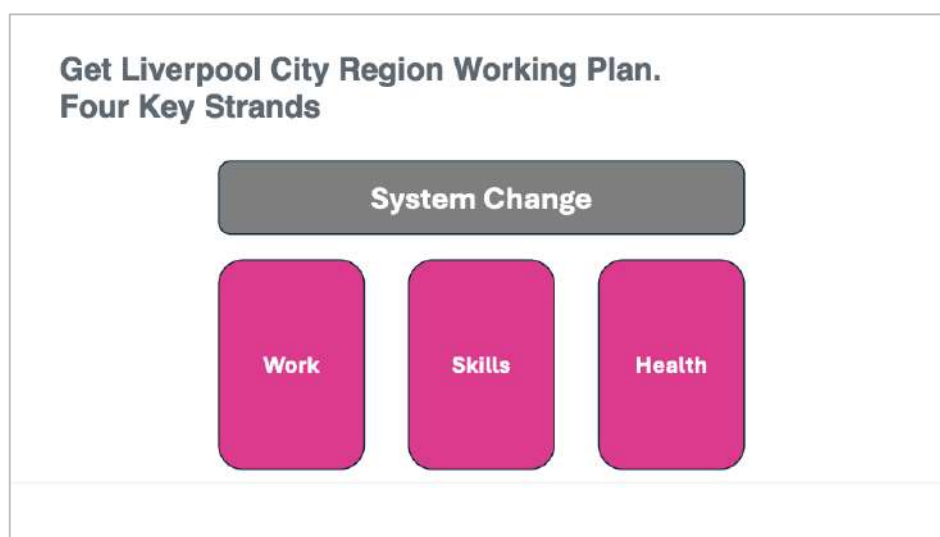 Get Liverpool City Region Working Plan.
Four Key Strands
System Change
Work
Skills
Health